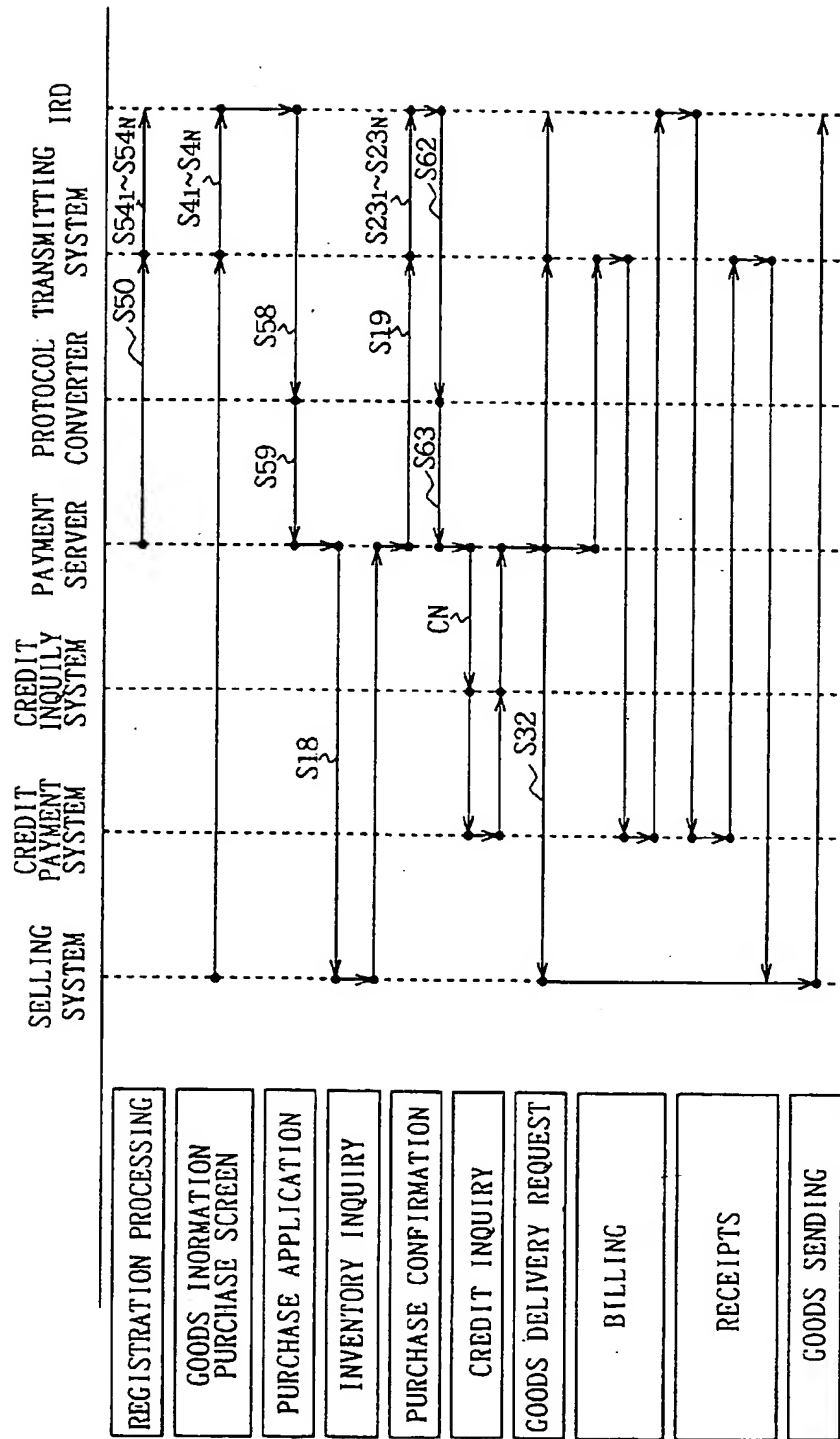 SELLING
SYSTEM
CREDIT
PAYMENT
SYSTEM
CREDIT
INQUILY
SYSTEM
PAYMENT
SERVER
PROTOCOL
CONVERTER
TRANSMITTING
SYSTEM
IRD
REGISTRATION PROCESSING
S50
S541~S54N
GOODS INORMATION
PURCHASE SCREEN
S41~S4N
PURCHASE APPLICATION
S59
S58
INVENTORY INQUIRY
S18
PURCHASE CONFIRMATION
S19
S231~S23N
S63
S62
CREDIT INQUIRY
CN
GOODS DELIVERY REQUEST
S32
BILLING
RECEIPTS
GOODS SENDING